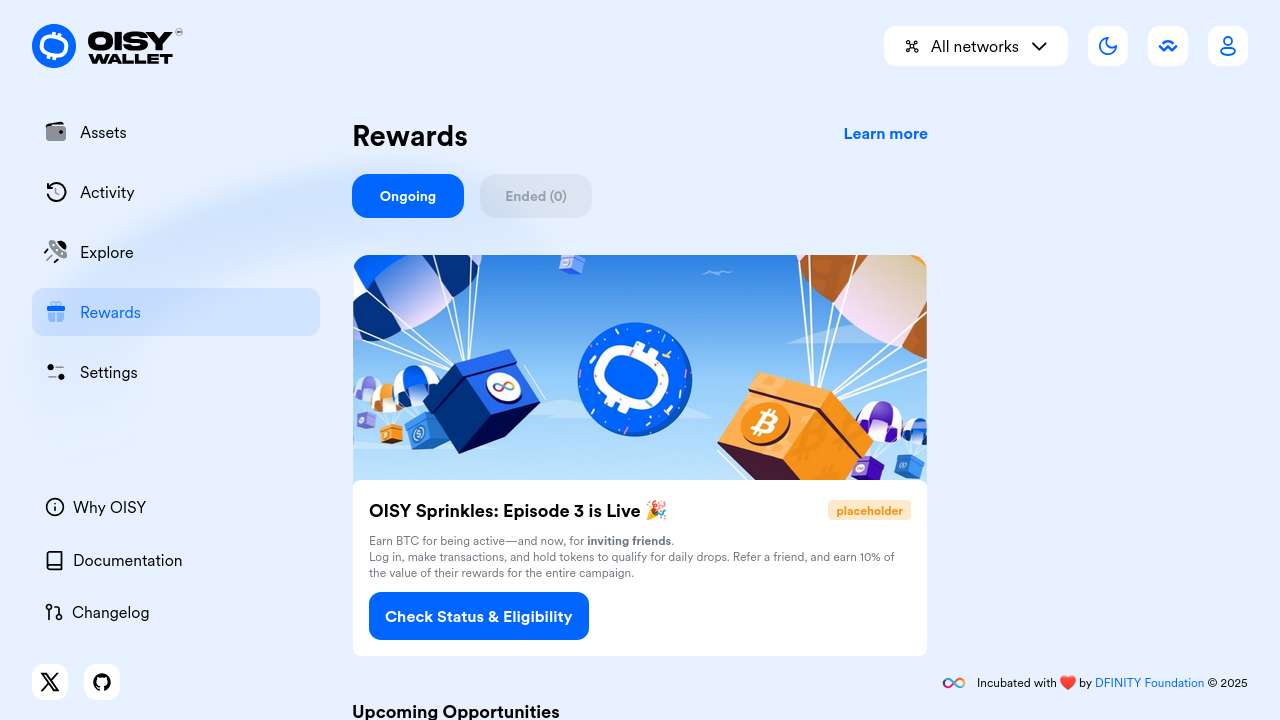 OISY
WALLET
All networks
Assets
Activity
Explore
Rewards
Settings
Why OISY
Documentation
Changelog
Rewards
Learn more
Ongoing
Ended (0)
OISY Sprinkles: Episode 3 is Live 🎉
placeholder
Earn BTC for being active—and now, for inviting friends.
Log in, make transactions, and hold tokens to qualify for daily drops. Refer a friend, and earn 10% of
the value of their rewards for the entire campaign.
Check Status & Eligibility
Incubated with ❤️ by DFINITY Foundation © 2025
Upcoming Opportunities